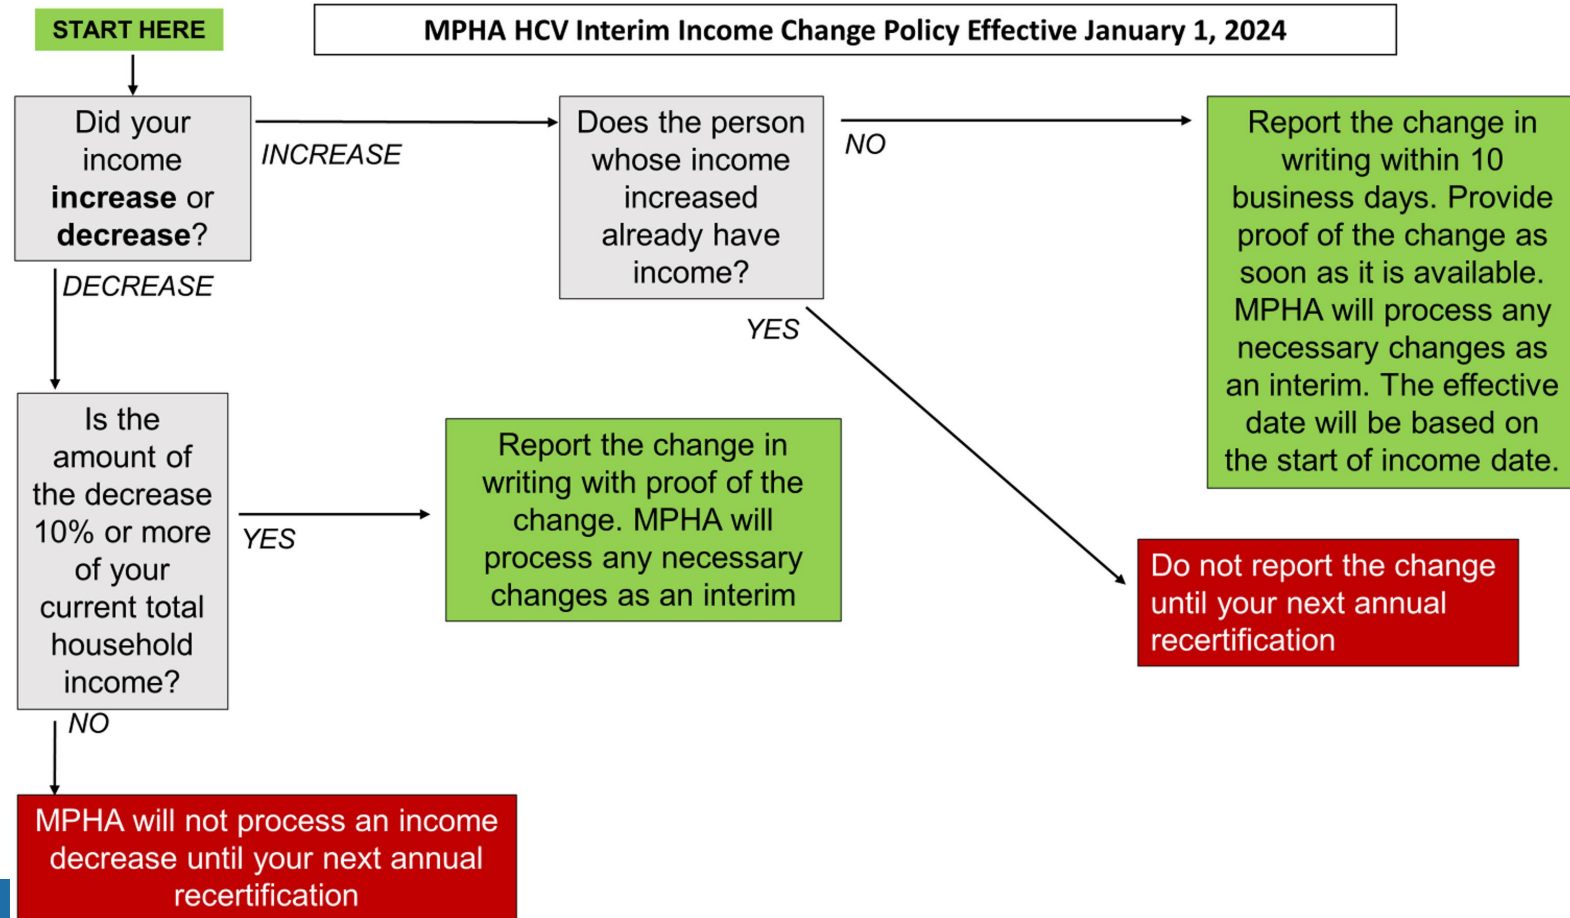 START HERE
MPHA HCV Interim Income Change Policy Effective January 1, 2024
Did your
income
increase or
decrease?
INCREASE
Does the person
whose income
increased
already have
income?
NO
Report the change in
writing within 10
business days. Provide
proof of the change as
soon as it is available.
MPHA will process any
necessary changes as
an interim. The effective
date will be based on
the start of income date.
DECREASE
YES
Is the
amount of
the decrease
10% or more
of your
current total
household
income?
YES
Report the change in
writing with proof of the
change. MPHA will
process any necessary
changes as an interim
Do not report the change
until your next annual
recertification
NO
MPHA will not process an income
decrease until your next annual
recertification